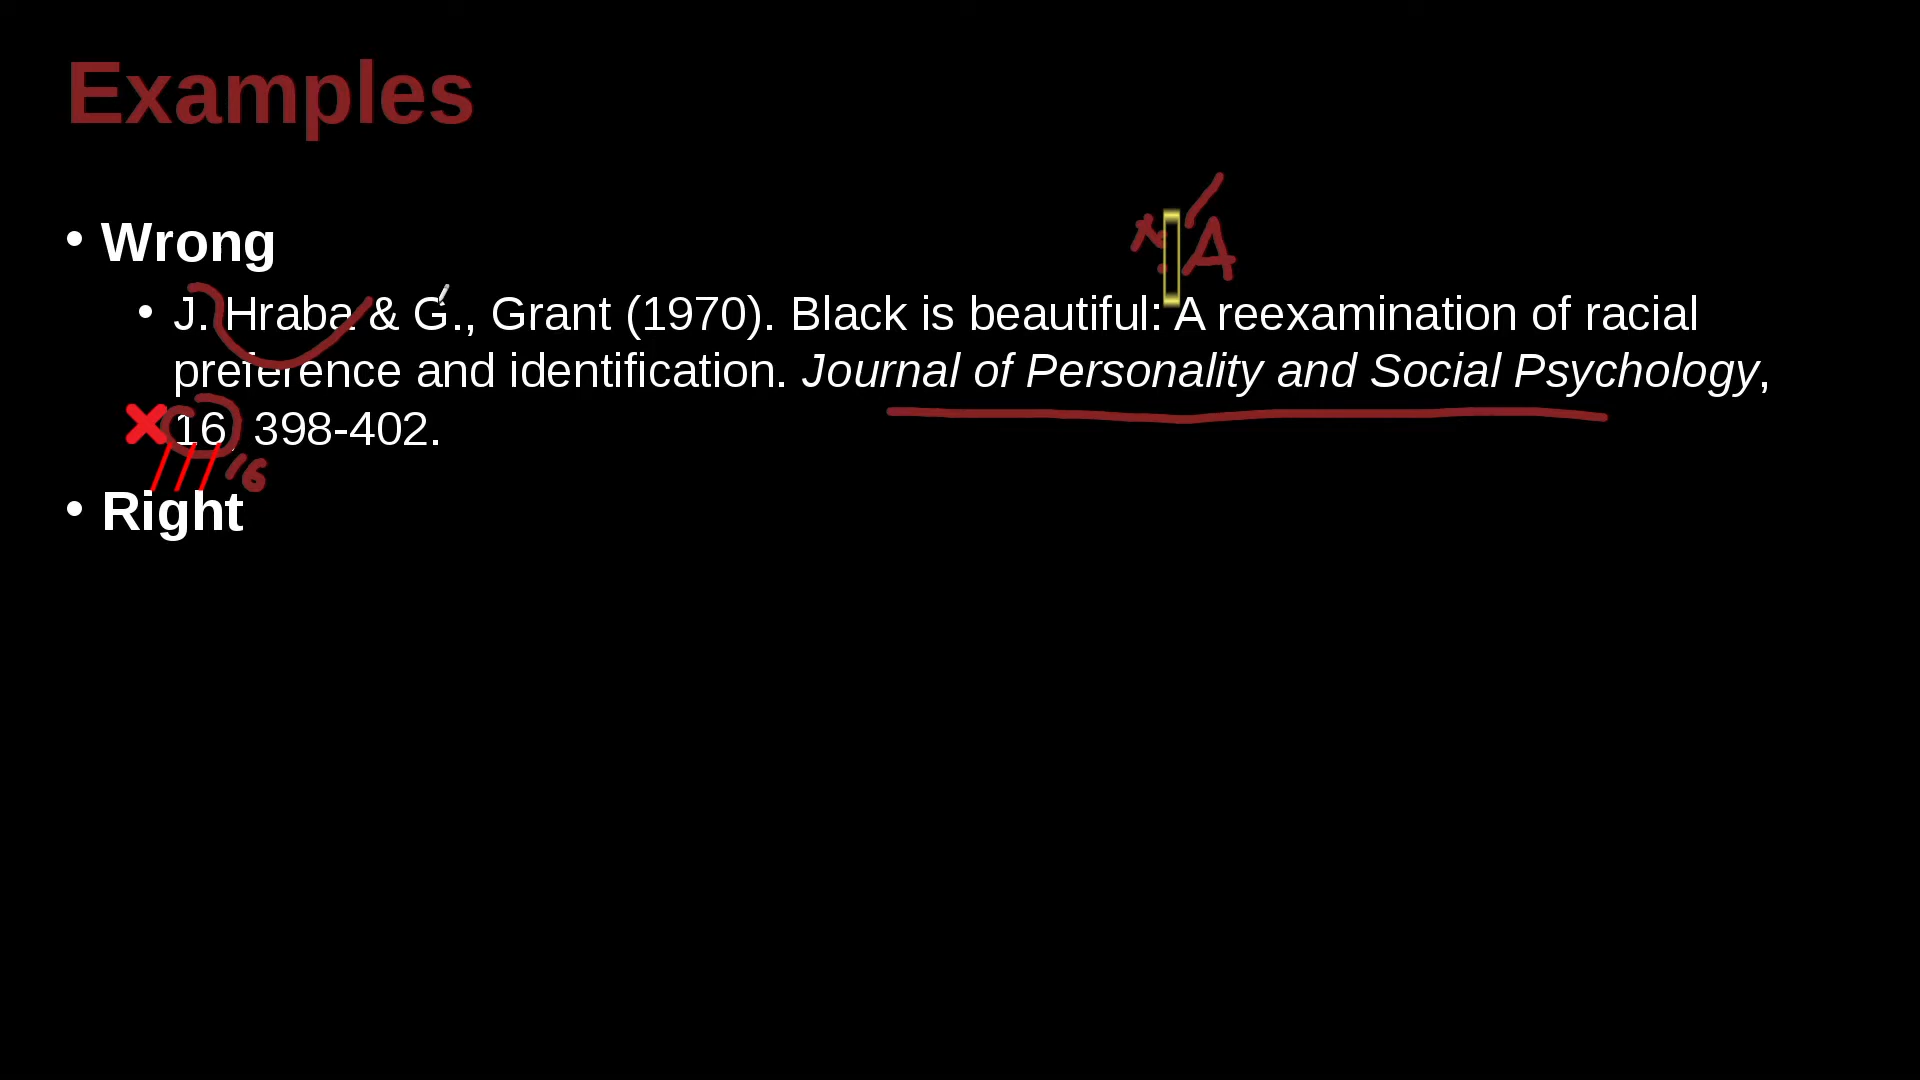 Examples
• Wrong
A
• J. Hraba & G., Grant (1970). Black is beautiful: A reexamination of racial
preference and identification. Journal of Personality and Social Psychology,
16, 398-402.
16
• Right